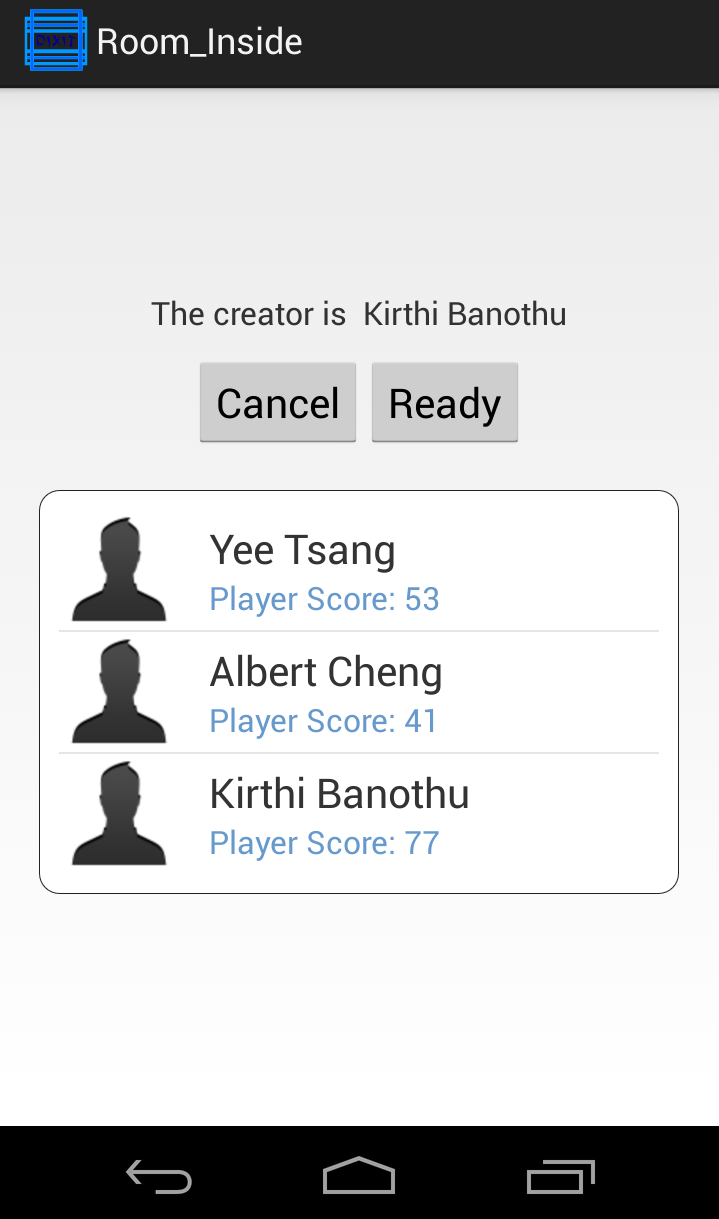 DIXIT
Room_Inside
The creator is  Kirthi Banothu
Cancel Ready
Yee Tsang
Player Score: 53
Albert Cheng
Player Score: 41
Kirthi Banothu
Player Score: 77